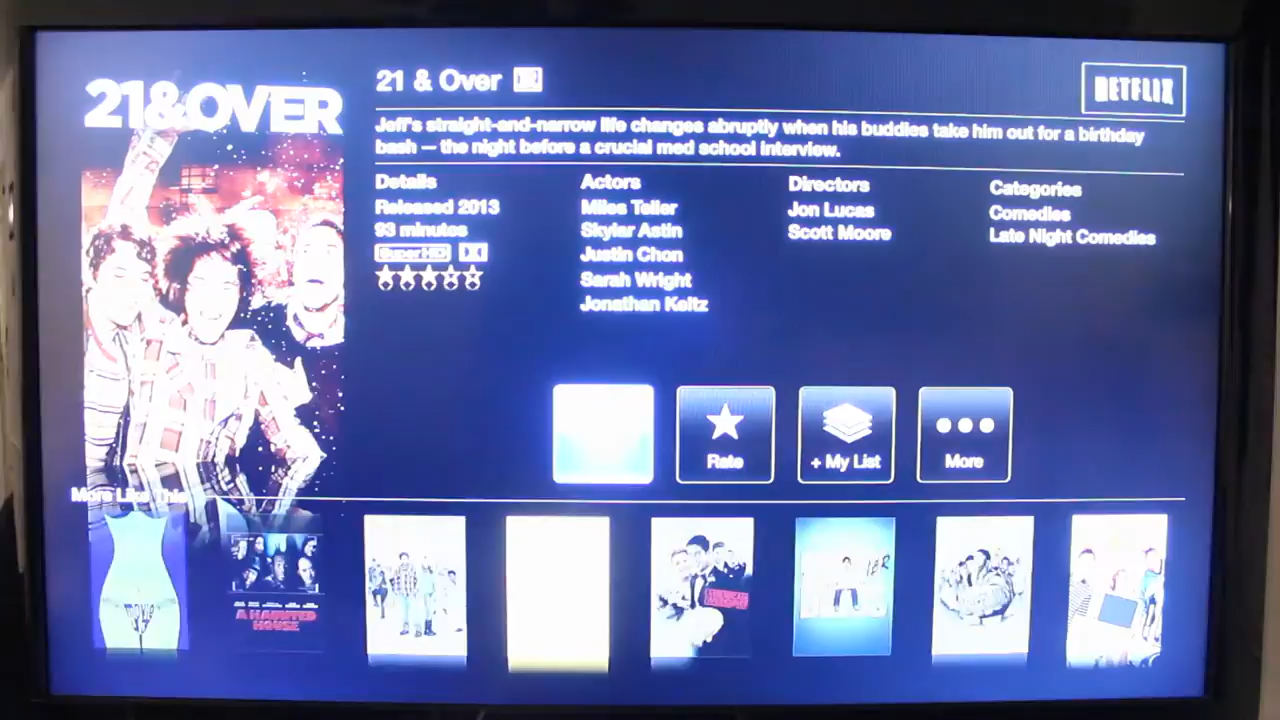 21&OVER
21 & Over R
NETFLIX
Jeff's straight-and-narrow life changes abruptly when his buddies take him out for a birthday
bash — the night before a crucial med school interview.
Details
Released 2013
93 minutes
Super HD
Actors
Miles Teller
Skylar Astin
Justin Chon
Sarah Wright
Jonathan Keltz
Directors
Jon Lucas
Scott Moore
Categories
Comedies
Late Night Comedies
Rate
+ My List
More
More Like This
movie
A HAUNTED
HOUSE